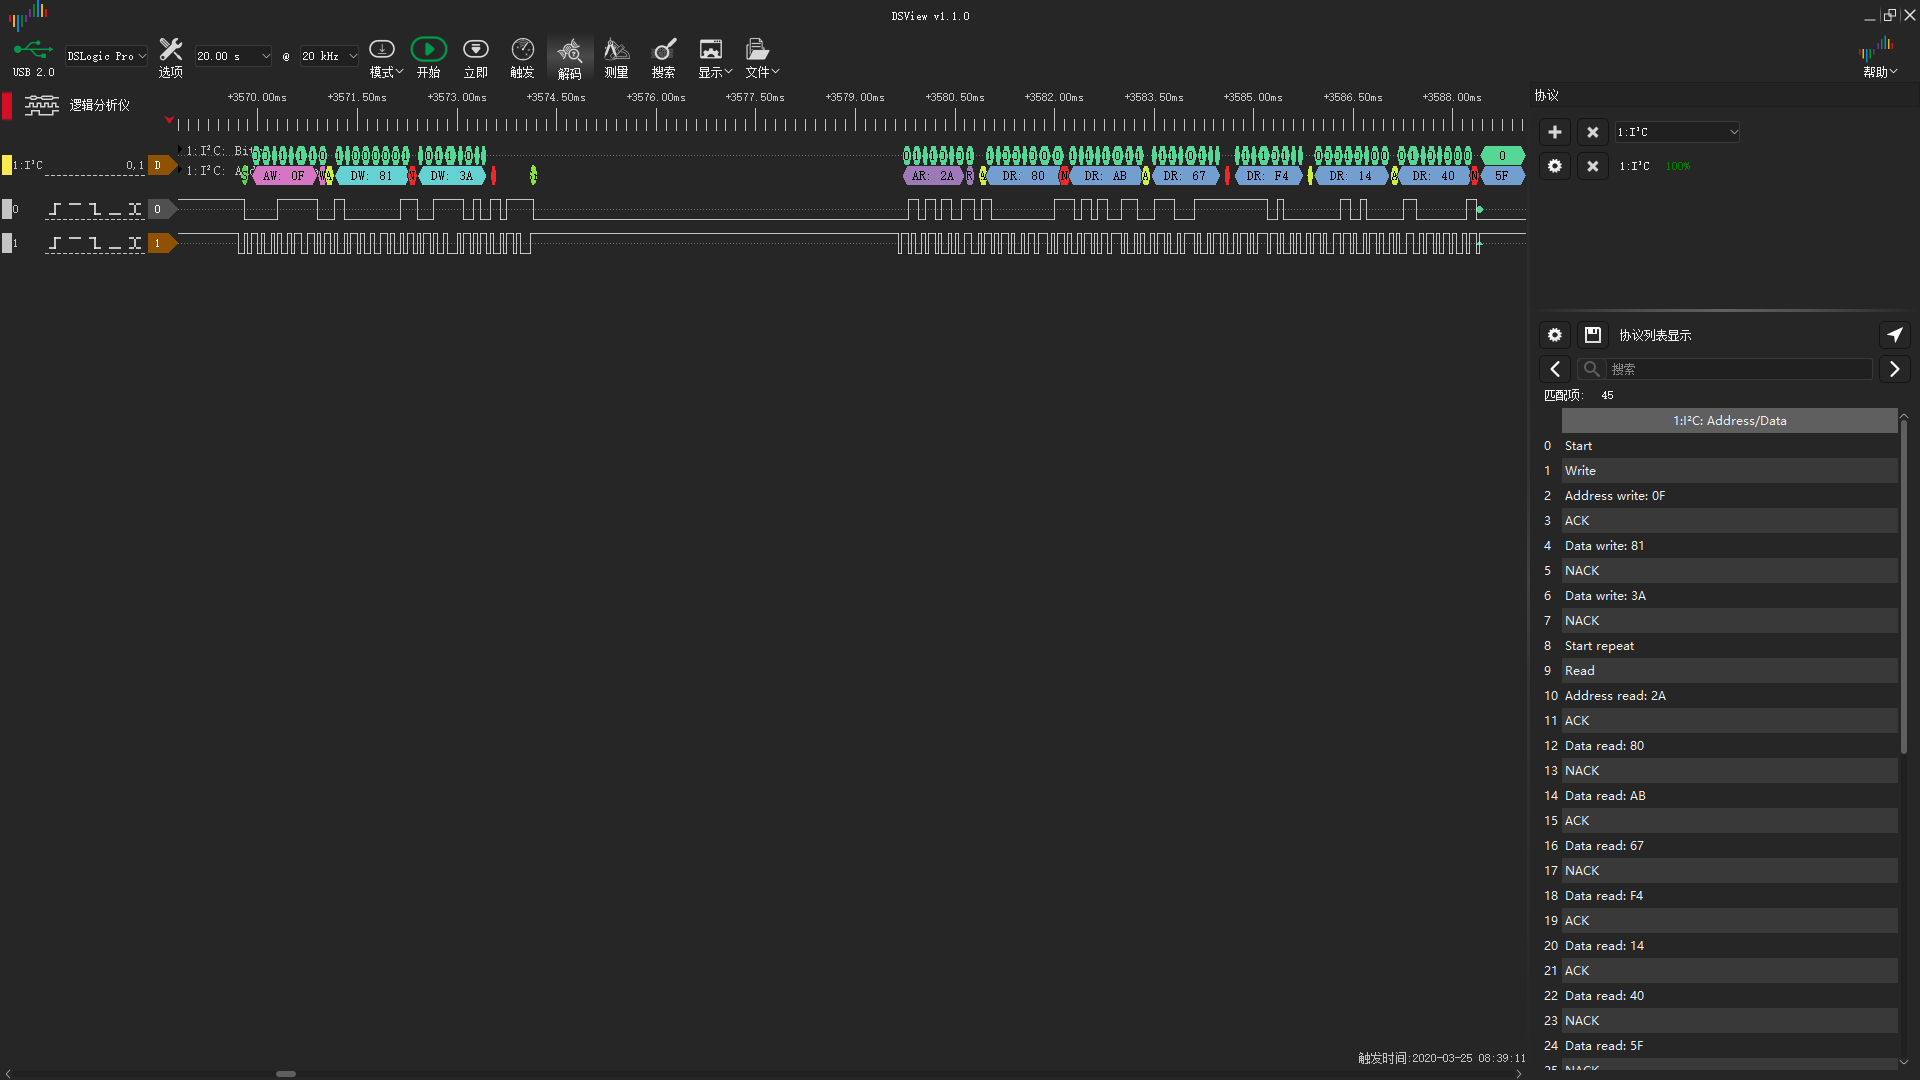 DSView v1.1.0
USB 2.0
DSLogic Pro
选项
20.00 s
@
20 kHz
模式
开始
立即
触发
解码
测量
搜索
显示
文件
帮助
逻辑分析仪
+3570.00ms +3571.50ms +3573.00ms +3574.50ms +3576.00ms +3577.50ms +3579.00ms +3580.50ms +3582.00ms +3583.50ms +3585.00ms +3586.50ms +3588.00ms
1:I²C 0,1 D
1:I²C: Bit
0
1:I²C: A
AW: 0F
DW: 81
DW: 3A
AR: 2A
R
DR: 80
DR: AB
DR: 67
DR: F4
DR: 14
DR: 40
5F
0 0
1 1
协议
1:I²C
1:I²C 100%
协议列表显示
搜索
匹配项: 45
1:I²C: Address/Data
0 Start
1 Write
2 Address write: 0F
3 ACK
4 Data write: 81
5 NACK
6 Data write: 3A
7 NACK
8 Start repeat
9 Read
10 Address read: 2A
11 ACK
12 Data read: 80
13 NACK
14 Data read: AB
15 ACK
16 Data read: 67
17 NACK
18 Data read: F4
19 ACK
20 Data read: 14
21 ACK
22 Data read: 40
23 NACK
24 Data read: 5F
25 NACK
触发时间:2020-03-25 08:39:11